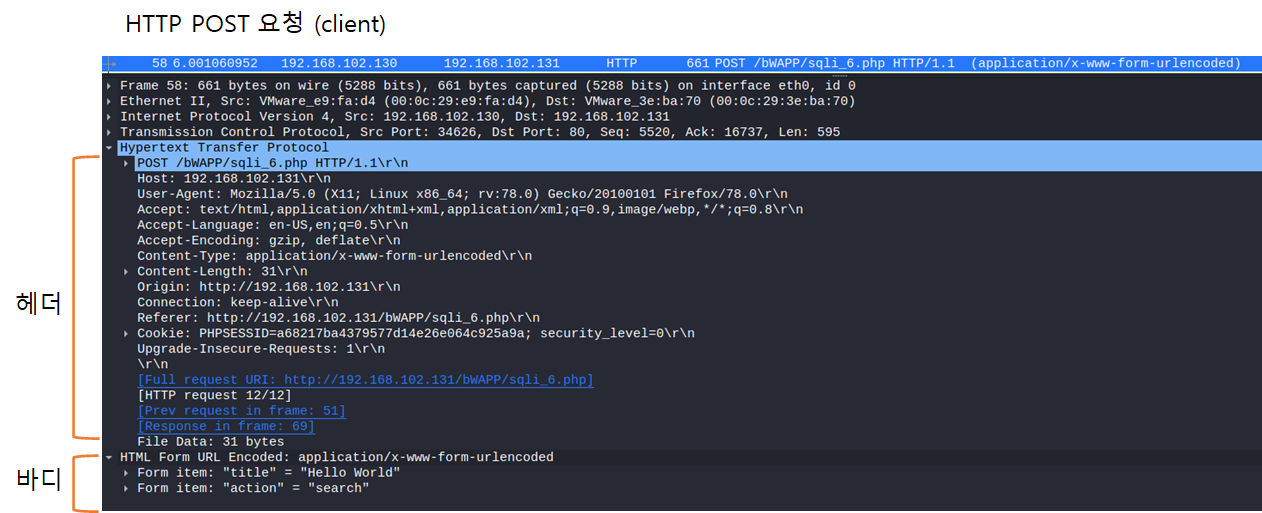 HTTP POST 요청 (client)
58 6.001060952 192.168.102.130 192.168.102.131 HTTP 661 POST /bWAPP/sqli_6.php HTTP/1.1 (application/x-www-form-urlencoded)
Frame 58: 661 bytes on wire (5288 bits), 661 bytes captured (5288 bits) on interface eth0, id 0
Ethernet II, Src: VMware_e9:fa:d4 (00:0c:29:e9:fa:d4), Dst: VMware_3e:ba:70 (00:0c:29:3e:ba:70)
Internet Protocol Version 4, Src: 192.168.102.130, Dst: 192.168.102.131
Transmission Control Protocol, Src Port: 34626, Dst Port: 80, Seq: 5520, Ack: 16737, Len: 595
Hypertext Transfer Protocol
POST /bWAPP/sqli_6.php HTTP/1.1\r\n
Host: 192.168.102.131\r\n
User-Agent: Mozilla/5.0 (X11; Linux x86_64; rv:78.0) Gecko/20100101 Firefox/78.0\r\n
Accept: text/html,application/xhtml+xml,application/xml;q=0.9,image/webp,*/*;q=0.8\r\n
Accept-Language: en-US,en;q=0.5\r\n
Accept-Encoding: gzip, deflate\r\n
Content-Type: application/x-www-form-urlencoded\r\n
Content-Length: 31\r\n
Origin: http://192.168.102.131\r\n
헤더
Connection: keep-alive\r\n
Referer: http://192.168.102.131/bWAPP/sqli_6.php\r\n
Cookie: PHPSESSID=a68217ba4379577d14e26e064c925a9a; security_level=0\r\n
Upgrade-Insecure-Requests: 1\r\n
\r\n
[Full request URI: http://192.168.102.131/bWAPP/sqli_6.php]
[HTTP request 12/12]
[Prev request in frame: 51]
[Response in frame: 69]
File Data: 31 bytes
HTML Form URL Encoded: application/x-www-form-urlencoded
바디
Form item: "title" = "Hello World"
Form item: "action" = "search"